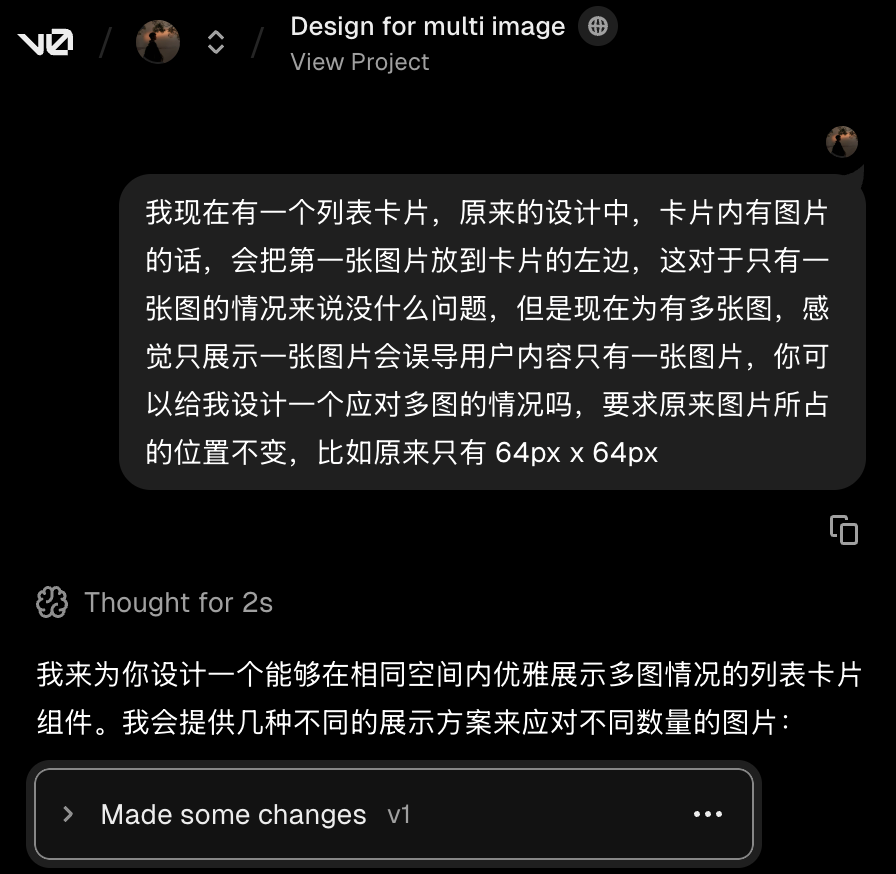 v0
Design for multi image
View Project
我现在有一个列表卡片，原来的设计中，卡片内有图片
的话，会把第一张图片放到卡片的左边，这对于只有一
张图的情况来说没什么问题，但是现在为有多张图，感
觉只展示一张图片会误导用户内容只有一张图片，你可
以给我设计一个应对多图的情况吗，要求原来图片所占
的位置不变，比如原来只有 64px x 64px
Thought for 2s
我来为你设计一个能够在相同空间内优雅展示多图情况的列表卡片
组件。我会提供几种不同的展示方案来应对不同数量的图片：
Made some changes v1